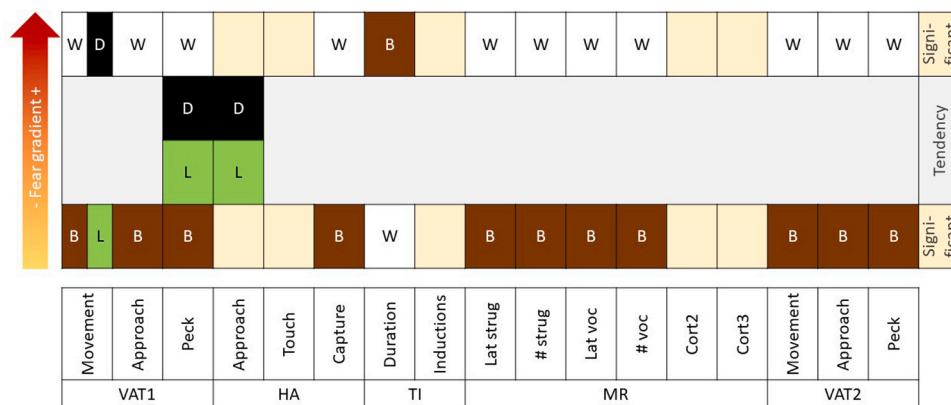 - Fear gradient +
W D W W W B W W W W W W W Signi-ficant
D D Tendency
L L
B L B B B W B B B B B B B Signi-ficant
Movement Approach Peck Approach Touch Capture Duration Inductions Lat strug # strug Lat voc # voc Cort2 Cort3 Movement Approach Peck
VAT1 HA TI MR VAT2